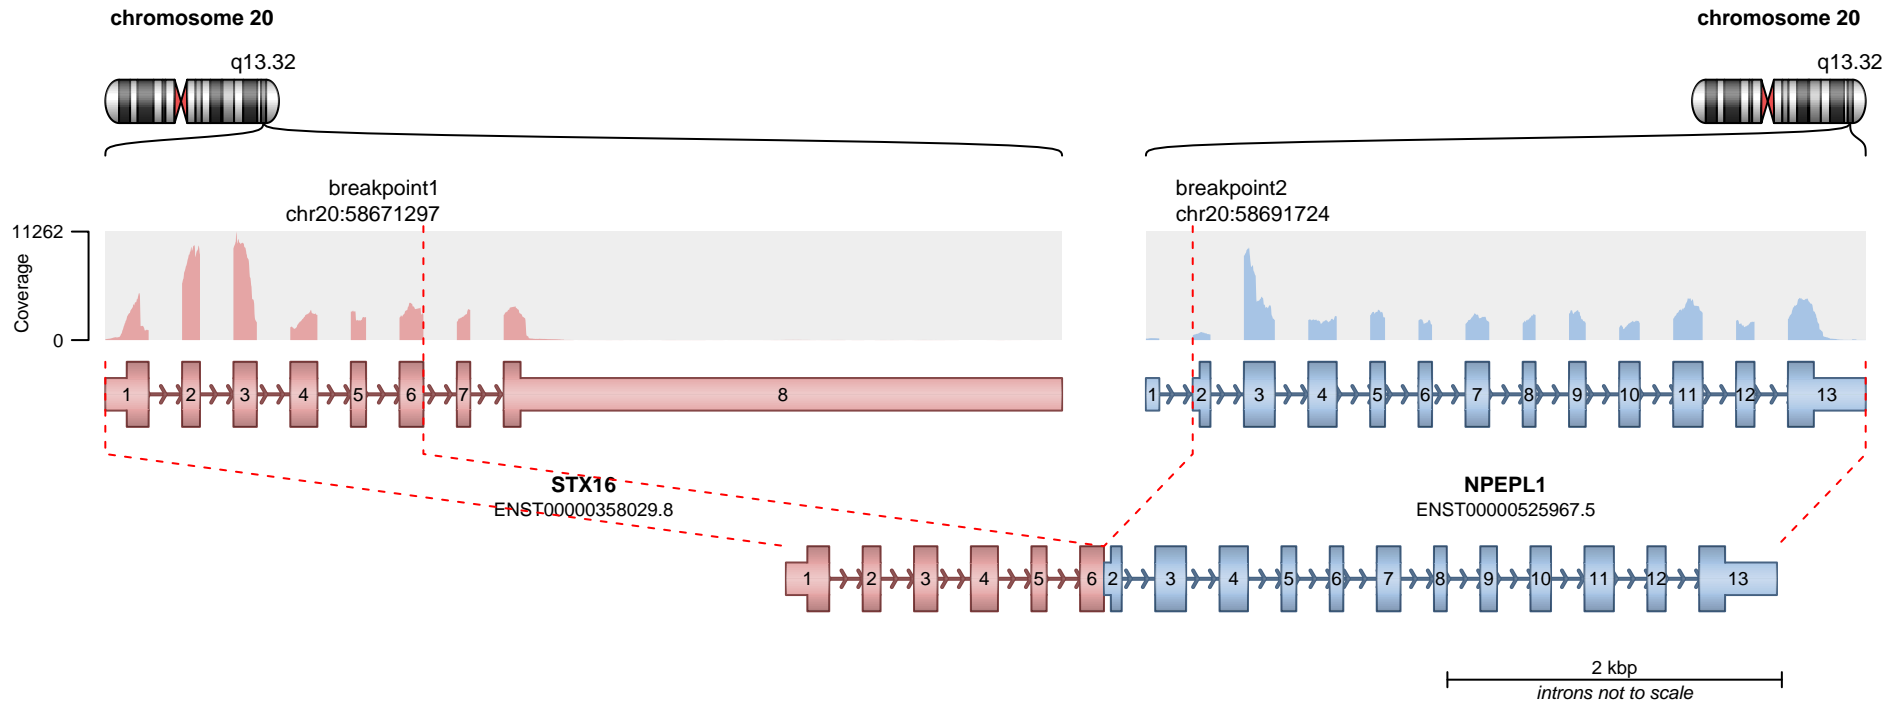 chromosome 20
chromosome 20
q13.32
q13.32
breakpoint1
chr20:58671297
breakpoint2
chr20:58691724
11262
0
Coverage
1 2 3 4 5 6 7 8
1 2 3 4 5 6 7 8 9 10 11 12 13
STX16
ENST00000358029.8
NPEPL1
ENST00000525967.5
1 2 3 4 5 6 2 3 4 5 6 7 8 9 10 11 12 13
2 kbp
introns not to scale